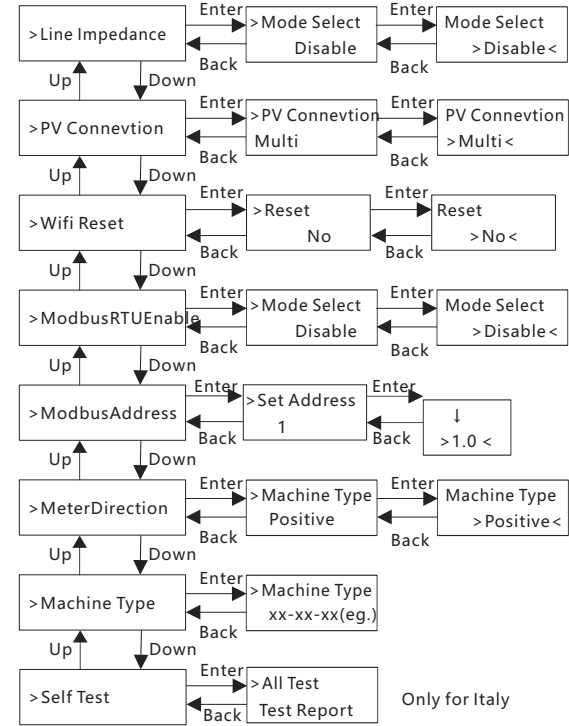 Enter
Enter
>Line Impedance
>Mode Select
Disable
Mode Select
>Disable<
Back
Back
Up
Down
Enter
Enter
>PV Connevtion
>PV Connevtion
Multi
PV Connevtion
>Multi<
Back
Back
Up
Down
Enter
Enter
>Wifi Reset
>Reset
No
Reset
>No<
Back
Back
Up
Down
Enter
Enter
>ModbusRTUEnable
>Mode Select
Disable
Mode Select
>Disable<
Back
Back
Up
Down
Enter
Enter
>ModbusAddress
>Set Address
1
↓
>1.0 <
Back
Back
Up
Down
Enter
Enter
>MeterDirection
>Machine Type
Positive
Machine Type
>Positive<
Back
Back
Up
Down
Enter
>Machine Type
>Machine Type
xx-xx-xx(eg.)
Back
Up
Down
Enter
>Self Test
>All Test
Test Report
Back
Only for Italy